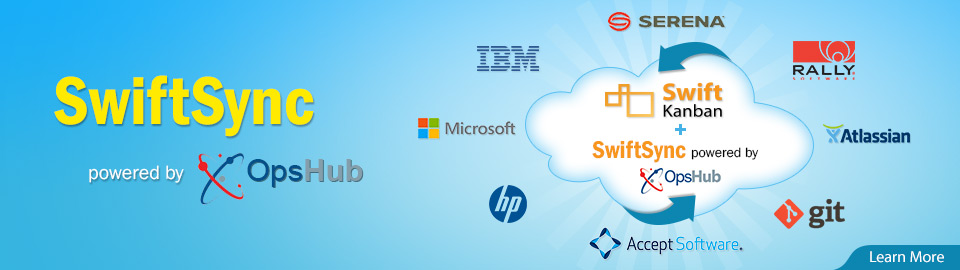 SwiftSync
powered by OpsHub
SERENA
IBM
RALLY
SOFTWARE
Microsoft
Swift
Kanban
+
SwiftSync powered by
OpsHub
Atlassian
hp
git
Accept Software.
Learn More